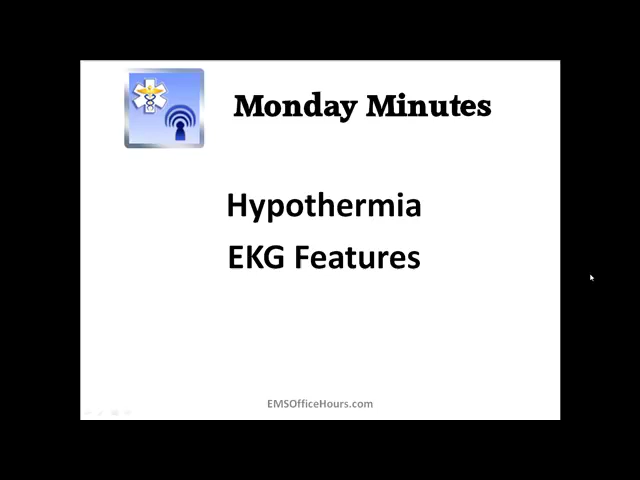 Monday Minutes
Hypothermia
EKG Features
EMSOfficeHours.com